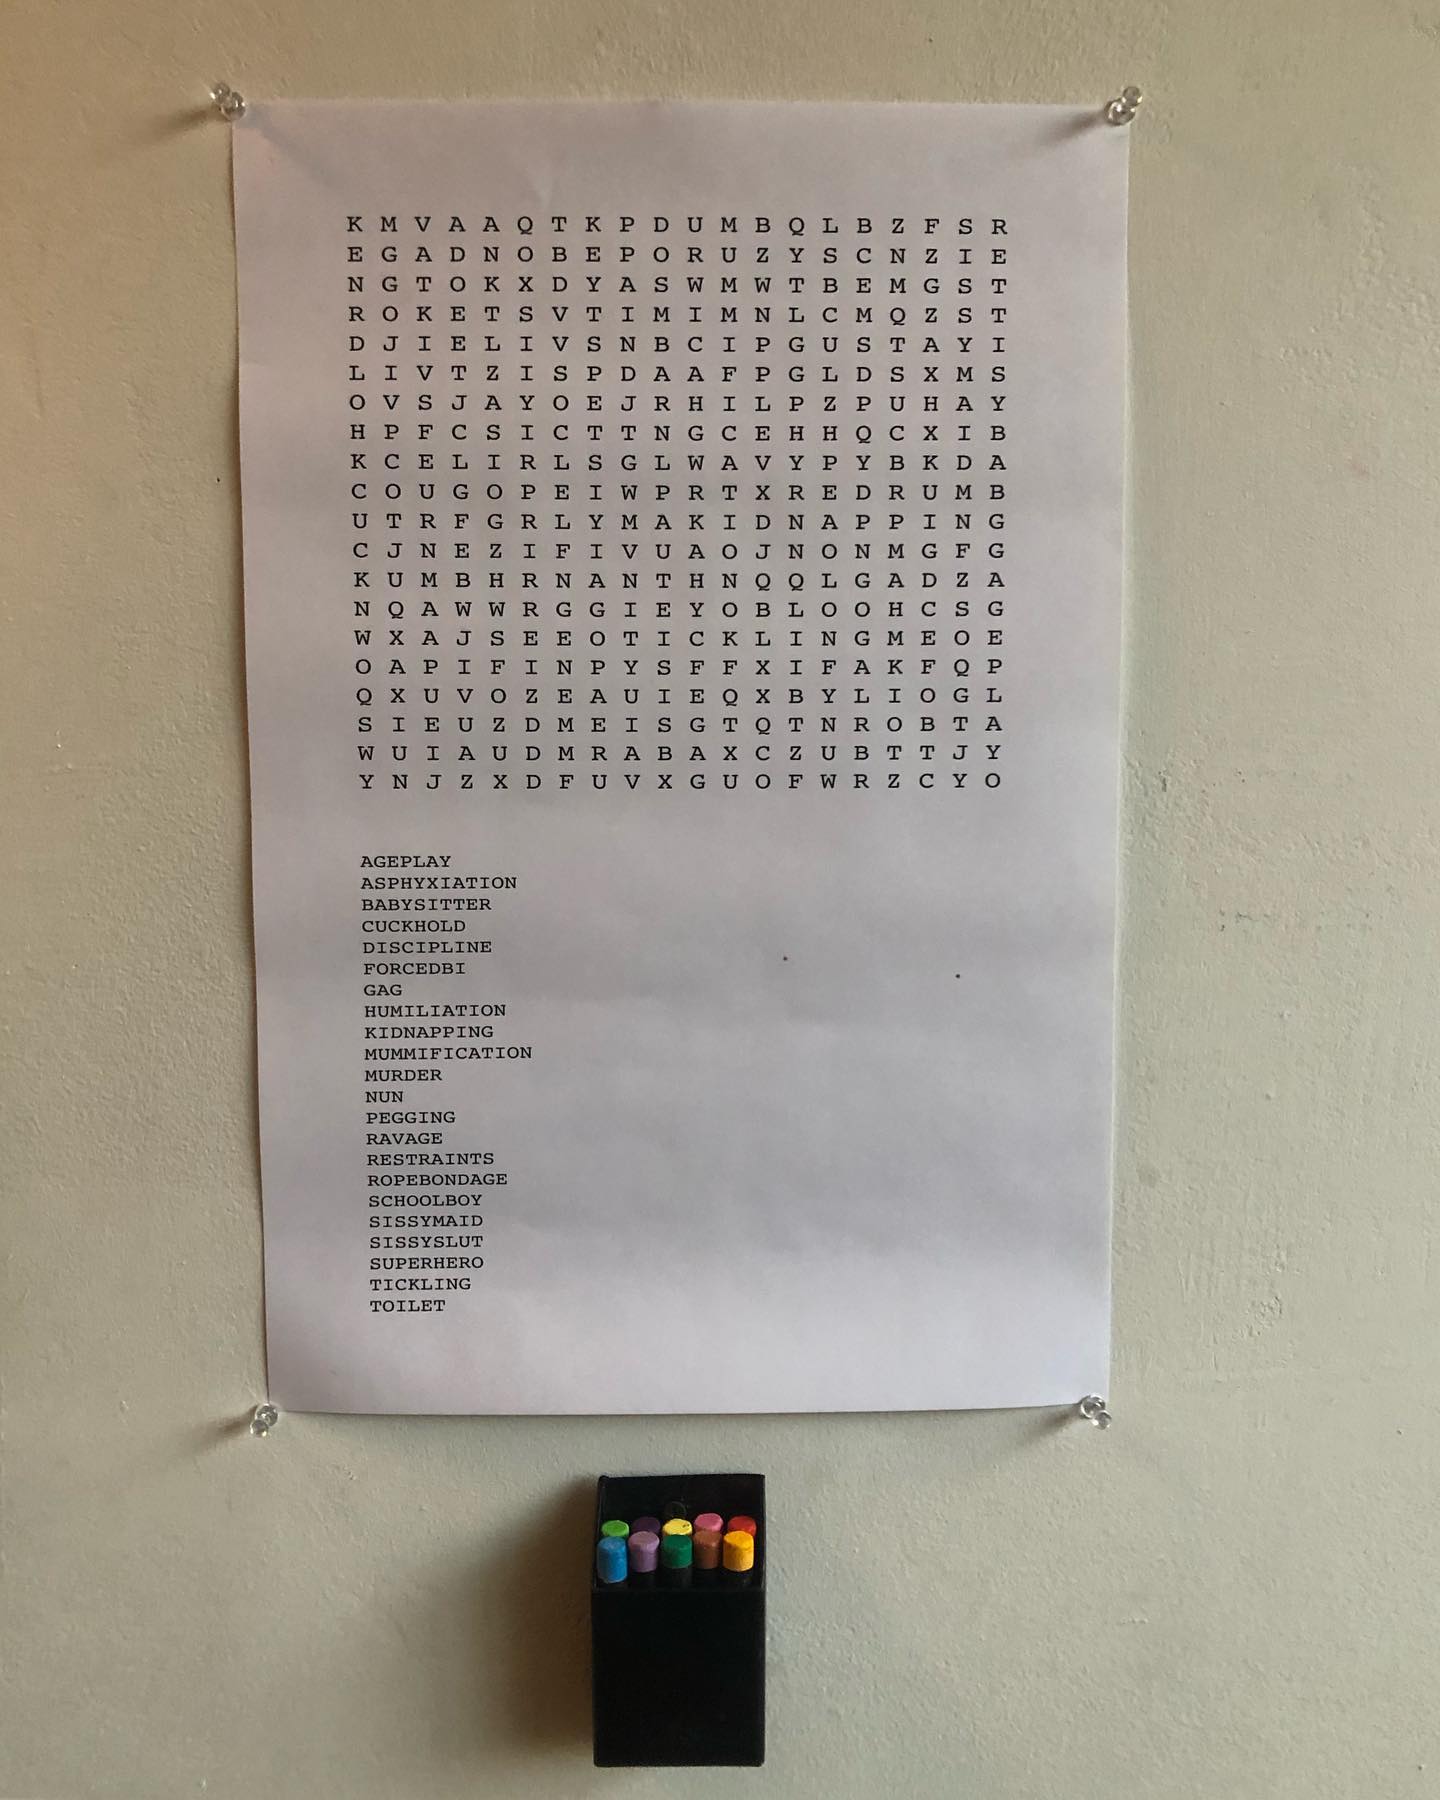 K M V A A Q T K P D U M B Q L B Z F S R
E G A D N O B E P O R U Z Y S C N Z I E
N G T O K X D Y A S W M W T B E M G S T
R O K E T S V T I M I M N L C M Q Z S T
D J I E L I V S N B C I P G U S T A Y I
L I V T Z I S P D A A F P G L D S X M S
O V S J A Y O E J R H I L P Z P U H A Y
H P F C S I C T T N G C E H H Q C X I B
K C E L I R L S G L W A V Y P Y B K D A
C O U G O P E I W P R T X R E D R U M B
U T R F G R L Y M A K I D N A P P I N G
C J N E Z I F I V U A O J N O N M G F G
K U M B H R N A N T H N Q Q L G A D Z A
N Q A W W R G G I E Y O B L O O H C S G
W X A J S E E O T I C K L I N G M E O E
O A P I F I N P Y S F F X I F A K F Q P
Q X U V O Z E A U I E Q X B Y L I O G L
S I E U Z D M E I S G T Q T N R O B T A
W U I A U D M R A B A X C Z U B T T J Y
Y N J Z X D F U V X G U O F W R Z C Y O
AGEPLAY
ASPHYXIATION
BABYSITTER
CUCKHOLD
DISCIPLINE
FORCEDBI
GAG
HUMILIATION
KIDNAPPING
MUMMIFICATION
MURDER
NUN
PEGGING
RAVAGE
RESTRAINTS
ROPEBONDAGE
SCHOOLBOY
SISSYMAID
SISSYSLUT
SUPERHERO
TICKLING
TOILET